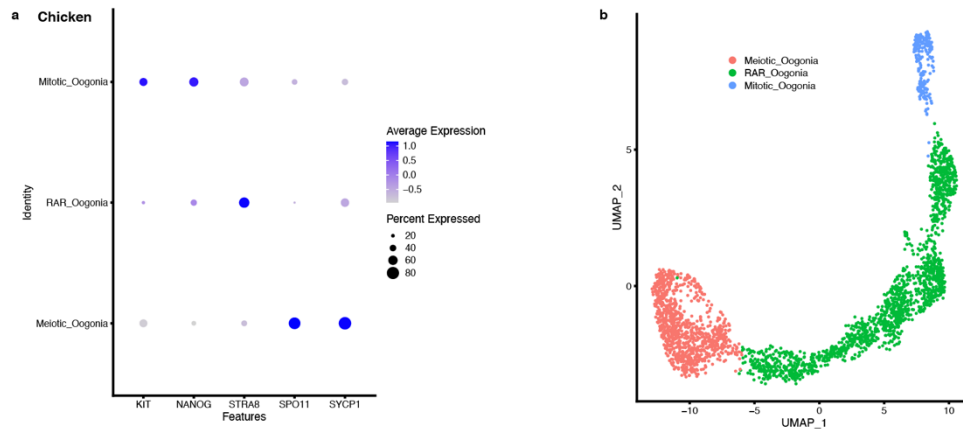 a Chicken
Mitotic_Oogonia
RAR_Oogonia
Meiotic_Oogonia
Identity
KIT NANOG STRA8 SPO11 SYCP1
Features
Average Expression
1.0
0.5
0.0
−0.5
Percent Expressed
20
40
60
80
b
Meiotic_Oogonia
RAR_Oogonia
Mitotic_Oogonia
5
0
UMAP_2
−10 −5 0 5 10
UMAP_1